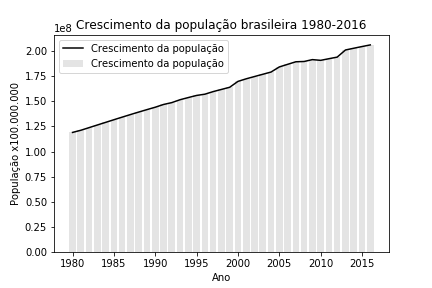 Crescimento da população brasileira 1980-2016
1e8
Crescimento da população
Crescimento da população
2.00
1.75
1.50
1.25
1.00
0.75
0.50
0.25
0.00
População x100.000.000
1980 1985 1990 1995 2000 2005 2010 2015
Ano